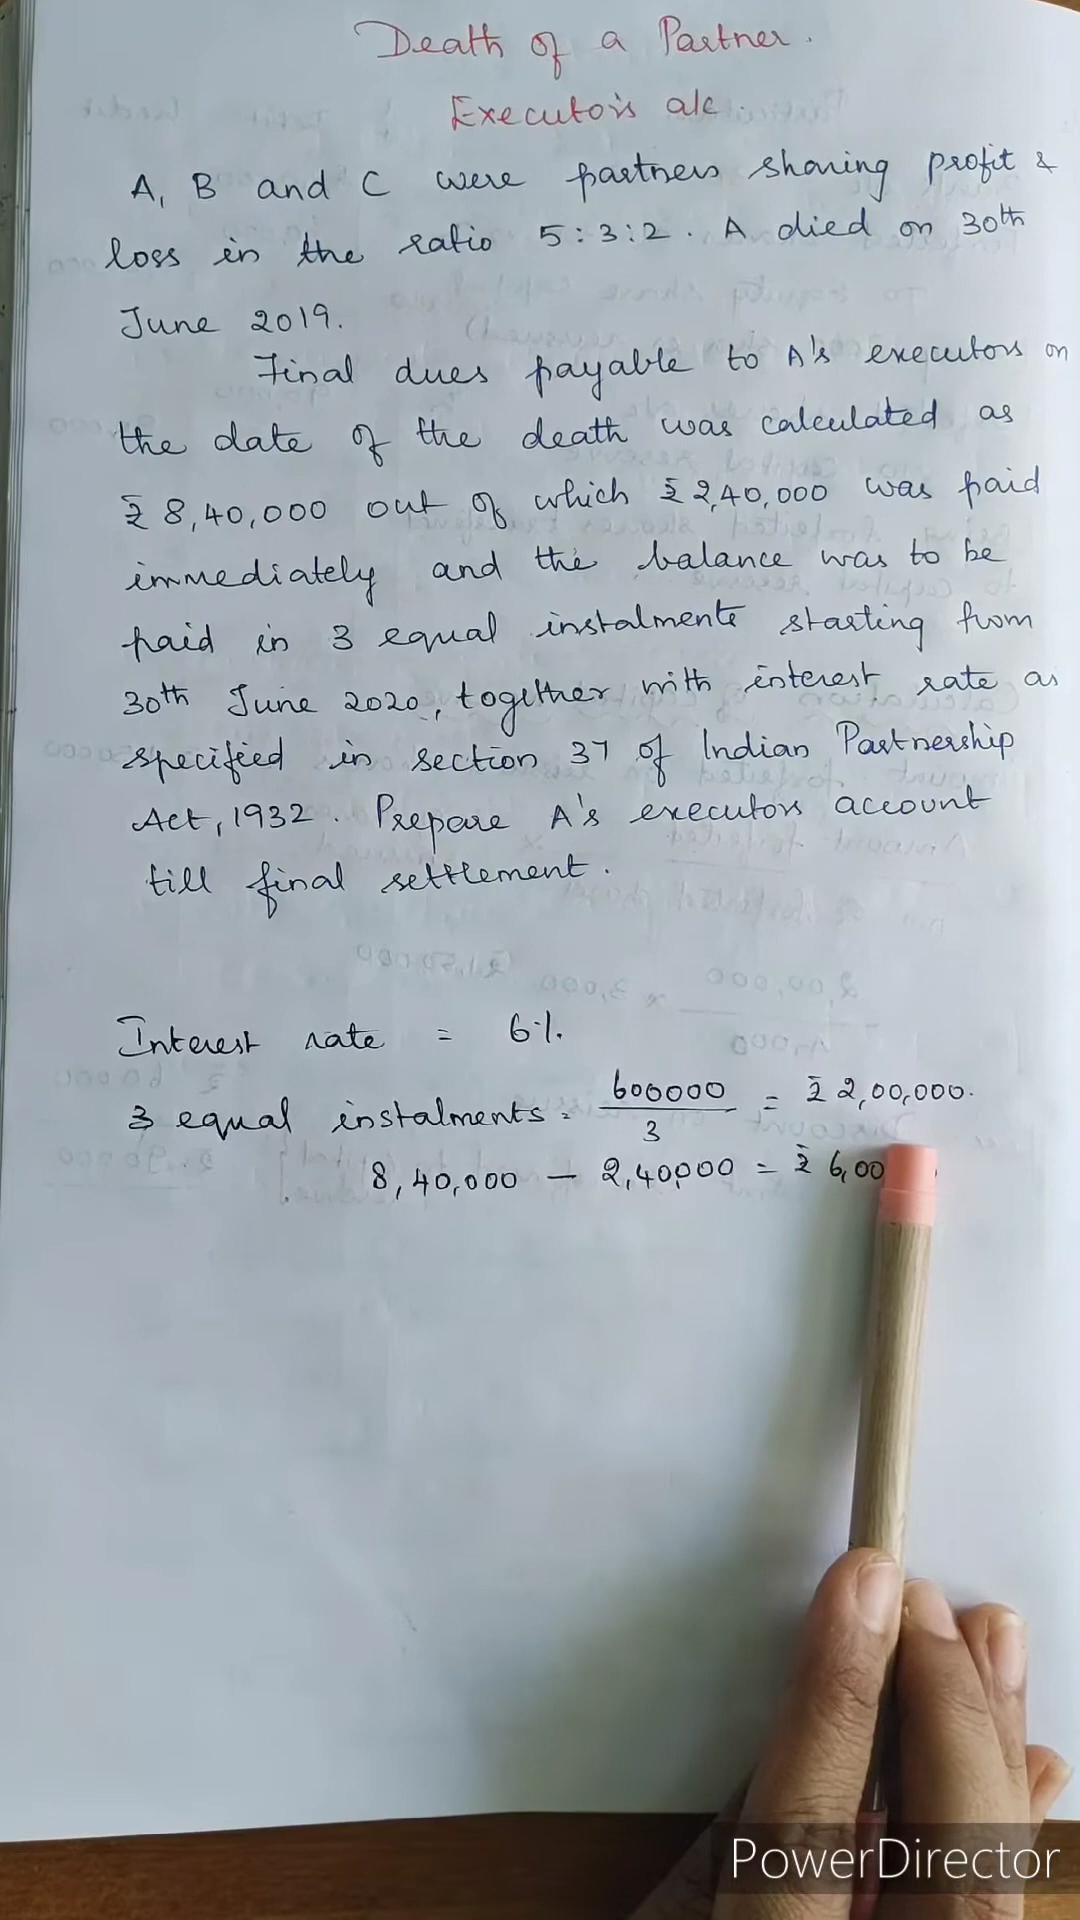 Death of a Partner.
Executor's a/c.
A, B and C were partners sharing profit &
loss in the ratio 5:3:2. A died on 30th
June 2019.
Final dues payable to A's executors on
the date of the death was calculated as
₹ 8,40,000 out of which ₹ 2,40,000 was paid
immediately and the balance was to be
paid in 3 equal instalments starting from
30th June 2020, together with interest rate as
specified in section 37 of Indian Partnership
Act, 1932. Prepare A's executors account
till final settlement.
Interest rate = 6%.
3 equal instalments = 600000/3 = ₹ 2,00,000.
8,40,000 – 2,40,000 = ₹ 6,00
PowerDirector